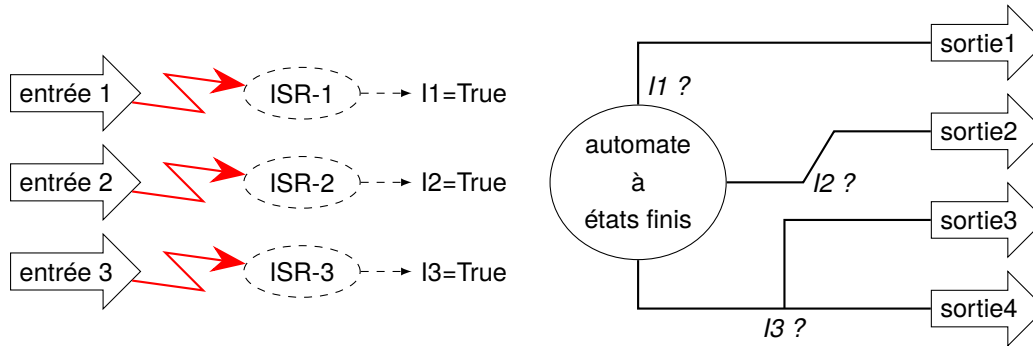 entrée 1
ISR-1
I1=True
entrée 2
ISR-2
I2=True
entrée 3
ISR-3
I3=True
automate
à
états finis
I1 ?
sortie1
I2 ?
sortie2
sortie3
I3 ?
sortie4